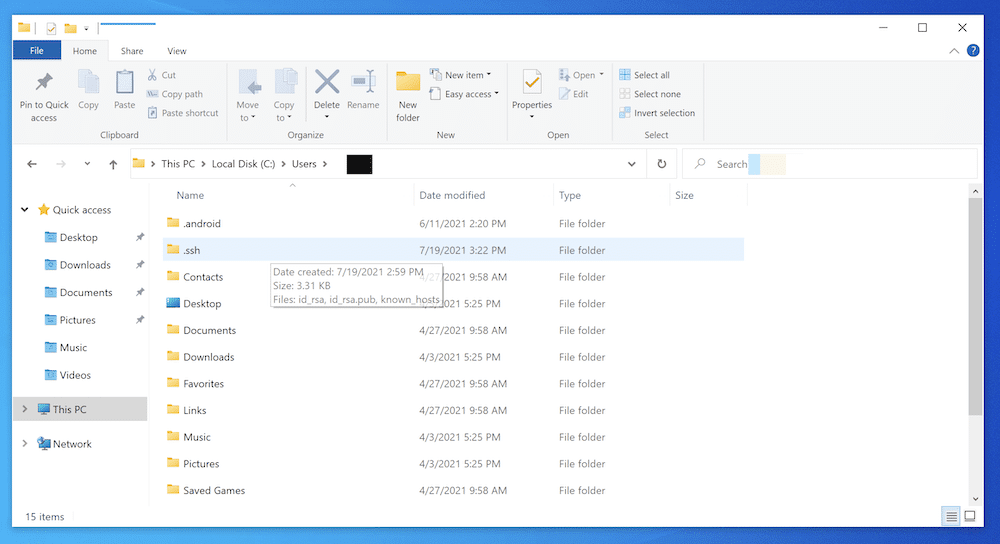 File Home Share View
Pin to Quick access
Copy
Paste
Cut
Copy path
Paste shortcut
Clipboard
Move to
Copy to
Delete
Rename
Organize
New folder
New item
Easy access
New
Properties
Open
Edit
Open
Select all
Select none
Invert selection
Select
This PC Local Disk (C:) Users
Search
Name Date modified Type Size
Quick access
Desktop
Downloads
Documents
Pictures
Music
Videos
This PC
Network
.android 6/11/2021 2:20 PM File folder
.ssh 7/19/2021 3:22 PM File folder
Contacts 4/27/2021 9:58 AM File folder
Desktop 5:25 PM File folder
Documents 4/27/2021 9:58 AM File folder
Downloads 4/3/2021 5:25 PM File folder
Favorites 4/27/2021 9:58 AM File folder
Links 4/27/2021 9:58 AM File folder
Music 4/3/2021 5:25 PM File folder
Pictures 4/3/2021 5:25 PM File folder
Saved Games 4/27/2021 9:58 AM File folder
Date created: 7/19/2021 2:59 PM
Size: 3.31 KB
Files: id_rsa, id_rsa.pub, known_hosts
15 items